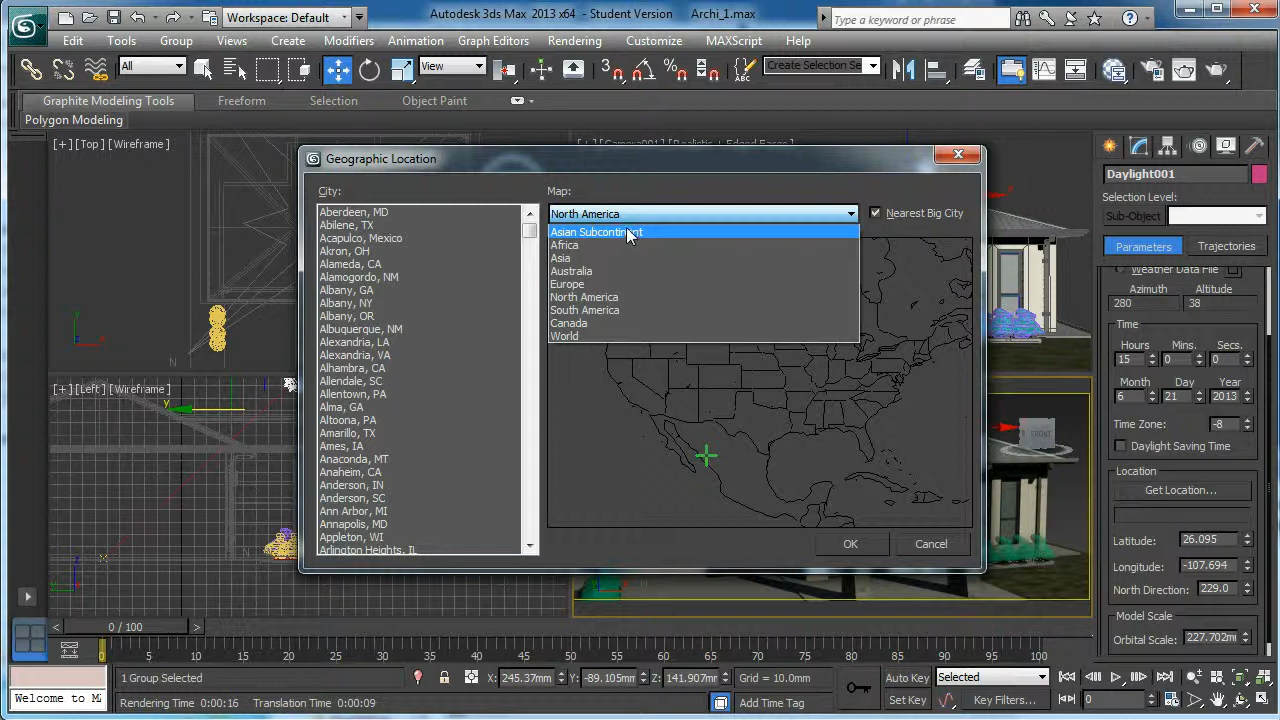 Workspace: Default
Autodesk 3ds Max 2013 x64 - Student Version Archi_1.max
Type a keyword or phrase
Edit Tools Group Views Create Modifiers Animation Graph Editors Rendering Customize MAXScript Help
All
View
Create Selection Se
Graphite Modeling Tools Freeform Selection Object Paint
Polygon Modeling
[+] [Top] [Wireframe]
[+] [Left] [Wireframe]
Geographic Location
City:
Aberdeen, MD
Abilene, TX
Acapulco, Mexico
Akron, OH
Alameda, CA
Alamogordo, NM
Albany, GA
Albany, NY
Albany, OR
Albuquerque, NM
Alexandria, LA
Alexandria, VA
Alhambra, CA
Allendale, SC
Allentown, PA
Alma, GA
Altoona, PA
Amarillo, TX
Ames, IA
Anaconda, MT
Anaheim, CA
Anderson, IN
Anderson, SC
Ann Arbor, MI
Annapolis, MD
Appleton, WI
Arlington Heights, IL
Map:
North America
Nearest Big City
Asian Subcontinent
Africa
Asia
Australia
Europe
North America
South America
Canada
World
OK
Cancel
FRONT
Daylight001
Selection Level:
Sub-Object
Parameters Trajectories
Weather Data File
Azimuth Altitude
280 38
Time
Hours Mins. Secs.
15 0 0
Month Day Year
6 21 2013
Time Zone: -8
Daylight Saving Time
Location
Get Location...
Latitude: 26.095
Longitude: -107.694
North Direction: 229.0
Model Scale
Orbital Scale: 227.702m
0 / 100
0 5 10 15 20 25 30 35 40 45 50 55 60 65 70 75 80 85 90 95 100
1 Group Selected
X: 245.37mm Y: -89.105mm Z: 141.907mm
Grid = 10.0mm
Auto Key
Selected
Welcome to M
Rendering Time 0:00:16 Translation Time 0:00:09
Add Time Tag
Set Key
Key Filters...
0